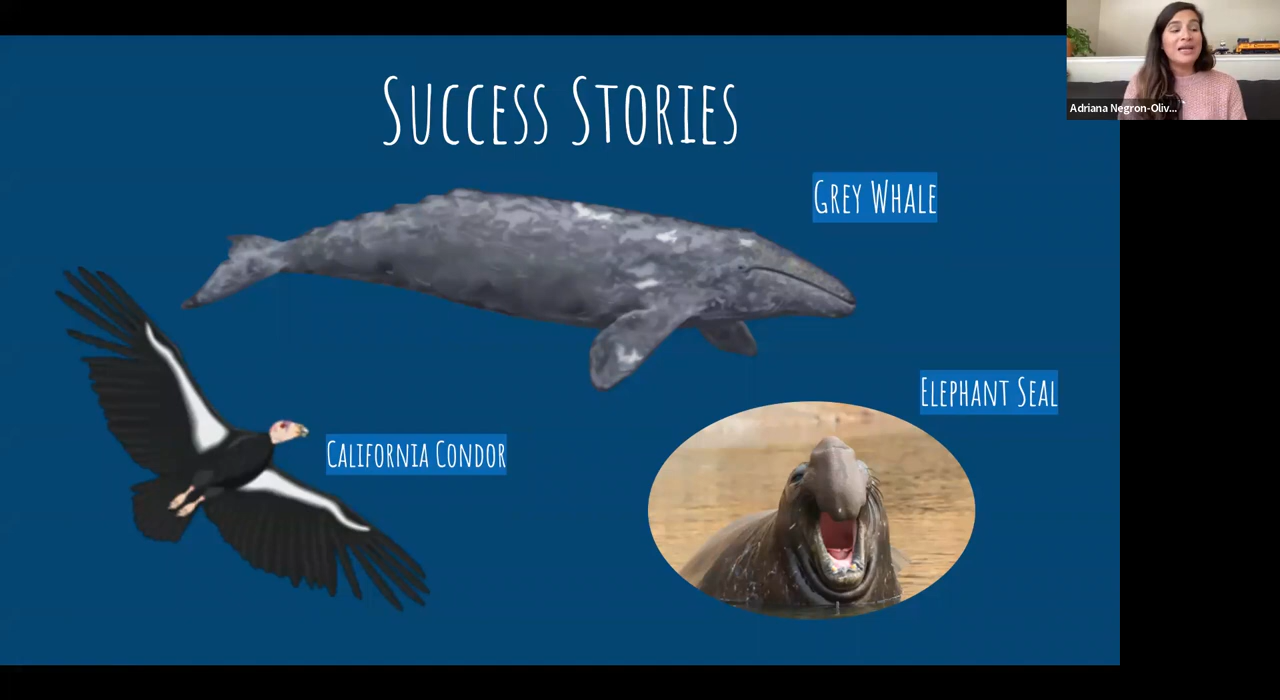 Success Stories
Adriana Negron-Oliv...
Grey Whale
Elephant Seal
California Condor